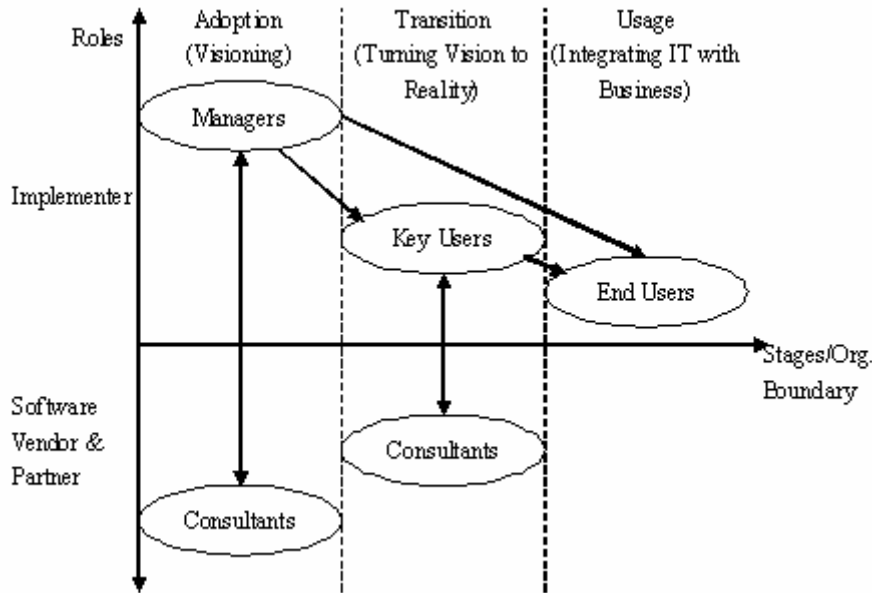 Roles
Adoption
(Visioning)
Transition
(Turning Vision to
Reality)
Usage
(Integrating IT with
Business)
Managers
Implementer
Key Users
End Users
Stages/Org.
Boundary
Software
Vendor &
Partner
Consultants
Consultants